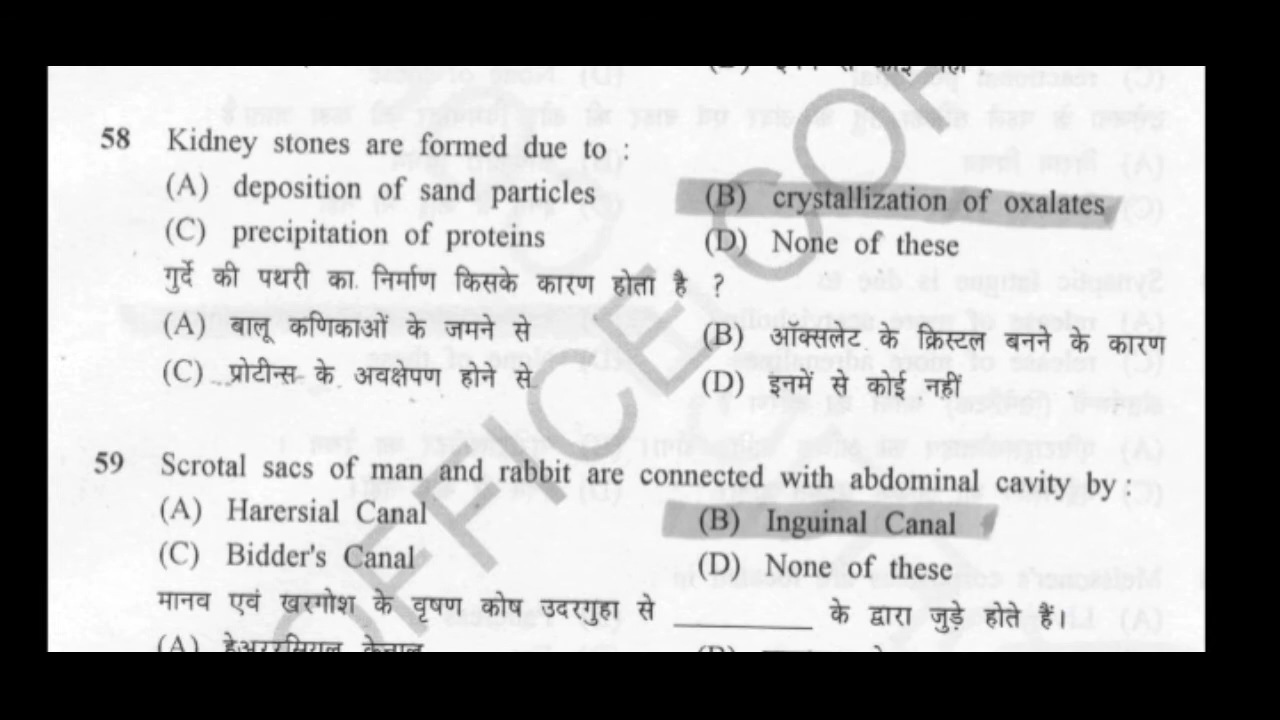 58 Kidney stones are formed due to :
(A) deposition of sand particles (B) crystallization of oxalates
(C) precipitation of proteins (D) None of these
गुर्दे की पथरी का निर्माण किसके कारण होता है ?
(A) बालू कणिकाओं के जमने से (B) ऑक्सलेट के क्रिस्टल बनने के कारण
(C) प्रोटीन्स के अवक्षेपण होने से (D) इनमें से कोई नहीं
59 Scrotal sacs of man and rabbit are connected with abdominal cavity by :
(A) Harersial Canal (B) Inguinal Canal
(C) Bidder's Canal (D) None of these
मानव एवं खरगोश के वृषण कोष उदरगुहा से ________ के द्वारा जुड़े होते हैं।
OFFICE COP